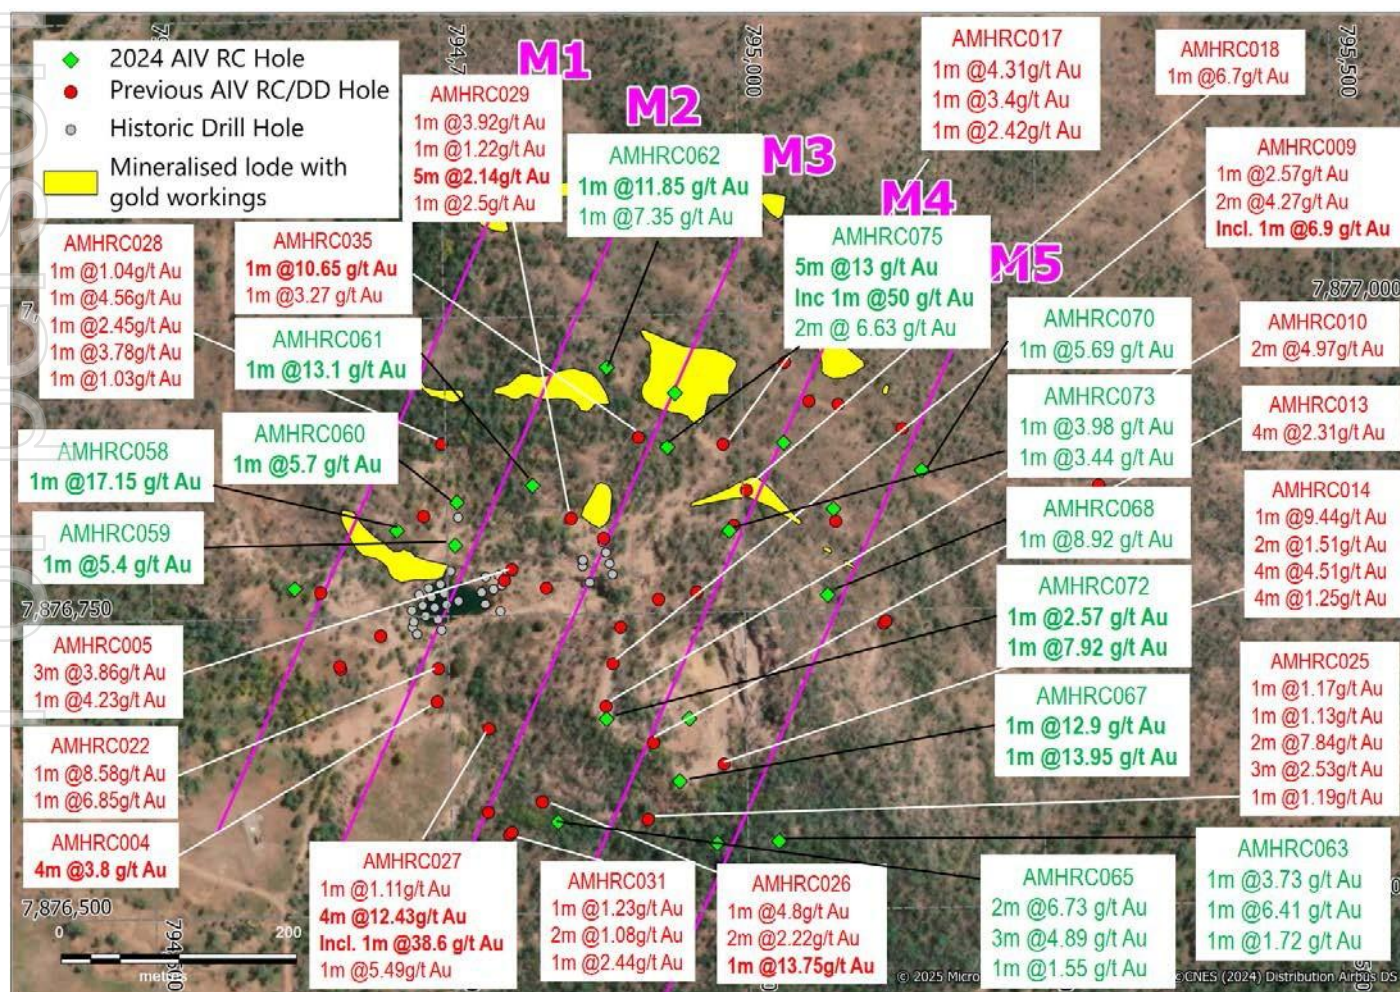 2024 AIV RC Hole
Previous AIV RC/DD Hole
Historic Drill Hole
Mineralised lode with
gold workings
M1
M2
M3
M4
M5
795,000
795,500
7,877,000
7,876,750
7,876,500
AMHRC017
1m @4.31g/t Au
1m @3.4g/t Au
1m @2.42g/t Au
AMHRC018
1m @6.7g/t Au
AMHRC029
1m @3.92g/t Au
1m @1.22g/t Au
5m @2.14g/t Au
1m @2.5g/t Au
AMHRC062
1m @11.85 g/t Au
1m @7.35 g/t Au
AMHRC009
1m @2.57g/t Au
2m @4.27g/t Au
Incl. 1m @6.9 g/t Au
AMHRC028
1m @1.04g/t Au
1m @4.56g/t Au
1m @2.45g/t Au
1m @3.78g/t Au
1m @1.03g/t Au
AMHRC035
1m @10.65 g/t Au
1m @3.27 g/t Au
AMHRC075
5m @13 g/t Au
Inc 1m @50 g/t Au
2m @ 6.63 g/t Au
AMHRC061
1m @13.1 g/t Au
AMHRC070
1m @5.69 g/t Au
AMHRC010
2m @4.97g/t Au
AMHRC073
1m @3.98 g/t Au
1m @3.44 g/t Au
AMHRC013
4m @2.31g/t Au
AMHRC058
1m @17.15 g/t Au
AMHRC060
1m @5.7 g/t Au
AMHRC068
1m @8.92 g/t Au
AMHRC014
1m @9.44g/t Au
2m @1.51g/t Au
4m @4.51g/t Au
4m @1.25g/t Au
AMHRC059
1m @5.4 g/t Au
AMHRC072
1m @2.57 g/t Au
1m @7.92 g/t Au
AMHRC005
3m @3.86g/t Au
1m @4.23g/t Au
AMHRC067
1m @12.9 g/t Au
1m @13.95 g/t Au
AMHRC025
1m @1.17g/t Au
1m @1.13g/t Au
2m @7.84g/t Au
3m @2.53g/t Au
1m @1.19g/t Au
AMHRC022
1m @8.58g/t Au
1m @6.85g/t Au
AMHRC004
4m @3.8 g/t Au
AMHRC027
1m @1.11g/t Au
4m @12.43g/t Au
Incl. 1m @38.6 g/t Au
1m @5.49g/t Au
AMHRC031
1m @1.23g/t Au
2m @1.08g/t Au
1m @2.44g/t Au
AMHRC026
1m @4.8g/t Au
2m @2.22g/t Au
1m @13.75g/t Au
AMHRC065
2m @6.73 g/t Au
3m @4.89 g/t Au
1m @1.55 g/t Au
AMHRC063
1m @3.73 g/t Au
1m @6.41 g/t Au
1m @1.72 g/t Au
0 200
metres
© 2025 Micro
©CNES (2024) Distribution Airbus DS